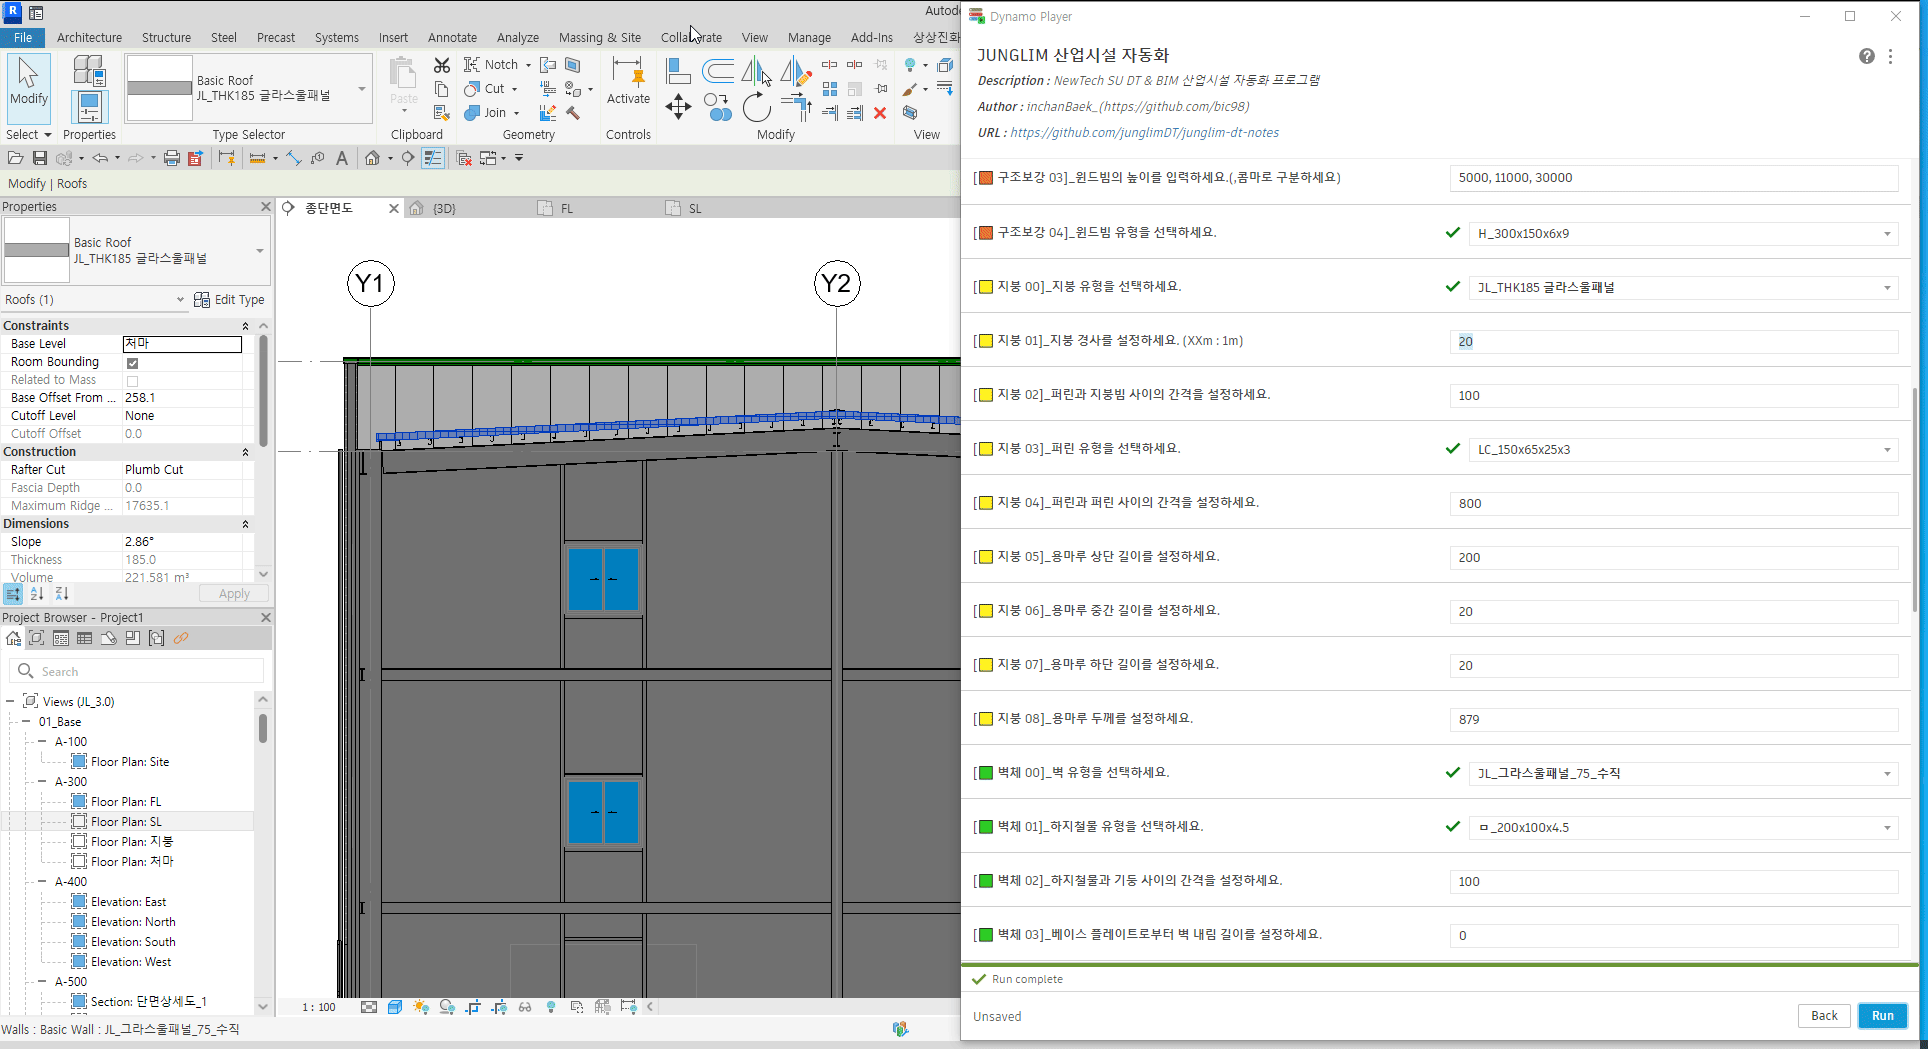 Autod
File
Architecture
Structure
Steel
Precast
Systems
Insert
Annotate
Analyze
Massing & Site
Collaborate
View
Manage
Add-Ins
상상진화
Modify
Properties
Basic Roof
JL_THK185 글라스울패널
Paste
Notch
Cut
Join
Activate
Select
Properties
Type Selector
Clipboard
Geometry
Controls
Modify
View
Modify | Roofs
Properties
Basic Roof
JL_THK185 글라스울패널
Roofs (1)
Edit Type
Constraints
Base Level 처마
Room Bounding
Related to Mass
Base Offset From ... 258.1
Cutoff Level None
Cutoff Offset 0.0
Construction
Rafter Cut Plumb Cut
Fascia Depth 0.0
Maximum Ridge ... 17635.1
Dimensions
Slope 2.86°
Thickness 185.0
Volume 221.581 m³
Apply
Project Browser - Project1
Search
Views (JL_3.0)
01_Base
A-100
Floor Plan: Site
A-300
Floor Plan: FL
Floor Plan: SL
Floor Plan: 지붕
Floor Plan: 처마
A-400
Elevation: East
Elevation: North
Elevation: South
Elevation: West
A-500
Section: 단면상세도_1
Walls : Basic Wall : JL_그라스울패널_75_수직
종단면도
{3D}
FL
SL
Y1
Y2
1 : 100
Dynamo Player
JUNGLIM 산업시설 자동화
Description : NewTech SU DT & BIM 산업시설 자동화 프로그램
Author : inchanBaek_(https://github.com/bic98)
URL : https://github.com/junglimDT/junglim-dt-notes
[🟧 구조보강 03]_윈드빔의 높이를 입력하세요.(,콤마로 구분하세요) 5000, 11000, 30000
[🟧 구조보강 04]_윈드빔 유형을 선택하세요. H_300x150x6x9
[🟨 지붕 00]_지붕 유형을 선택하세요. JL_THK185 글라스울패널
[🟨 지붕 01]_지붕 경사를 설정하세요. (XXm : 1m) 20
[🟨 지붕 02]_퍼린과 지붕빔 사이의 간격을 설정하세요. 100
[🟨 지붕 03]_퍼린 유형을 선택하세요. LC_150x65x25x3
[🟨 지붕 04]_퍼린과 퍼린 사이의 간격을 설정하세요. 800
[🟨 지붕 05]_용마루 상단 길이를 설정하세요. 200
[🟨 지붕 06]_용마루 중간 길이를 설정하세요. 20
[🟨 지붕 07]_용마루 하단 길이를 설정하세요. 20
[🟨 지붕 08]_용마루 두께를 설정하세요. 879
[🟩 벽체 00]_벽 유형을 선택하세요. JL_그라스울패널_75_수직
[🟩 벽체 01]_하지철물 유형을 선택하세요. ㅁ_200x100x4.5
[🟩 벽체 02]_하지철물과 기둥 사이의 간격을 설정하세요. 100
[🟩 벽체 03]_베이스 플레이트로부터 벽 내림 길이를 설정하세요. 0
Run complete
Unsaved
Back
Run